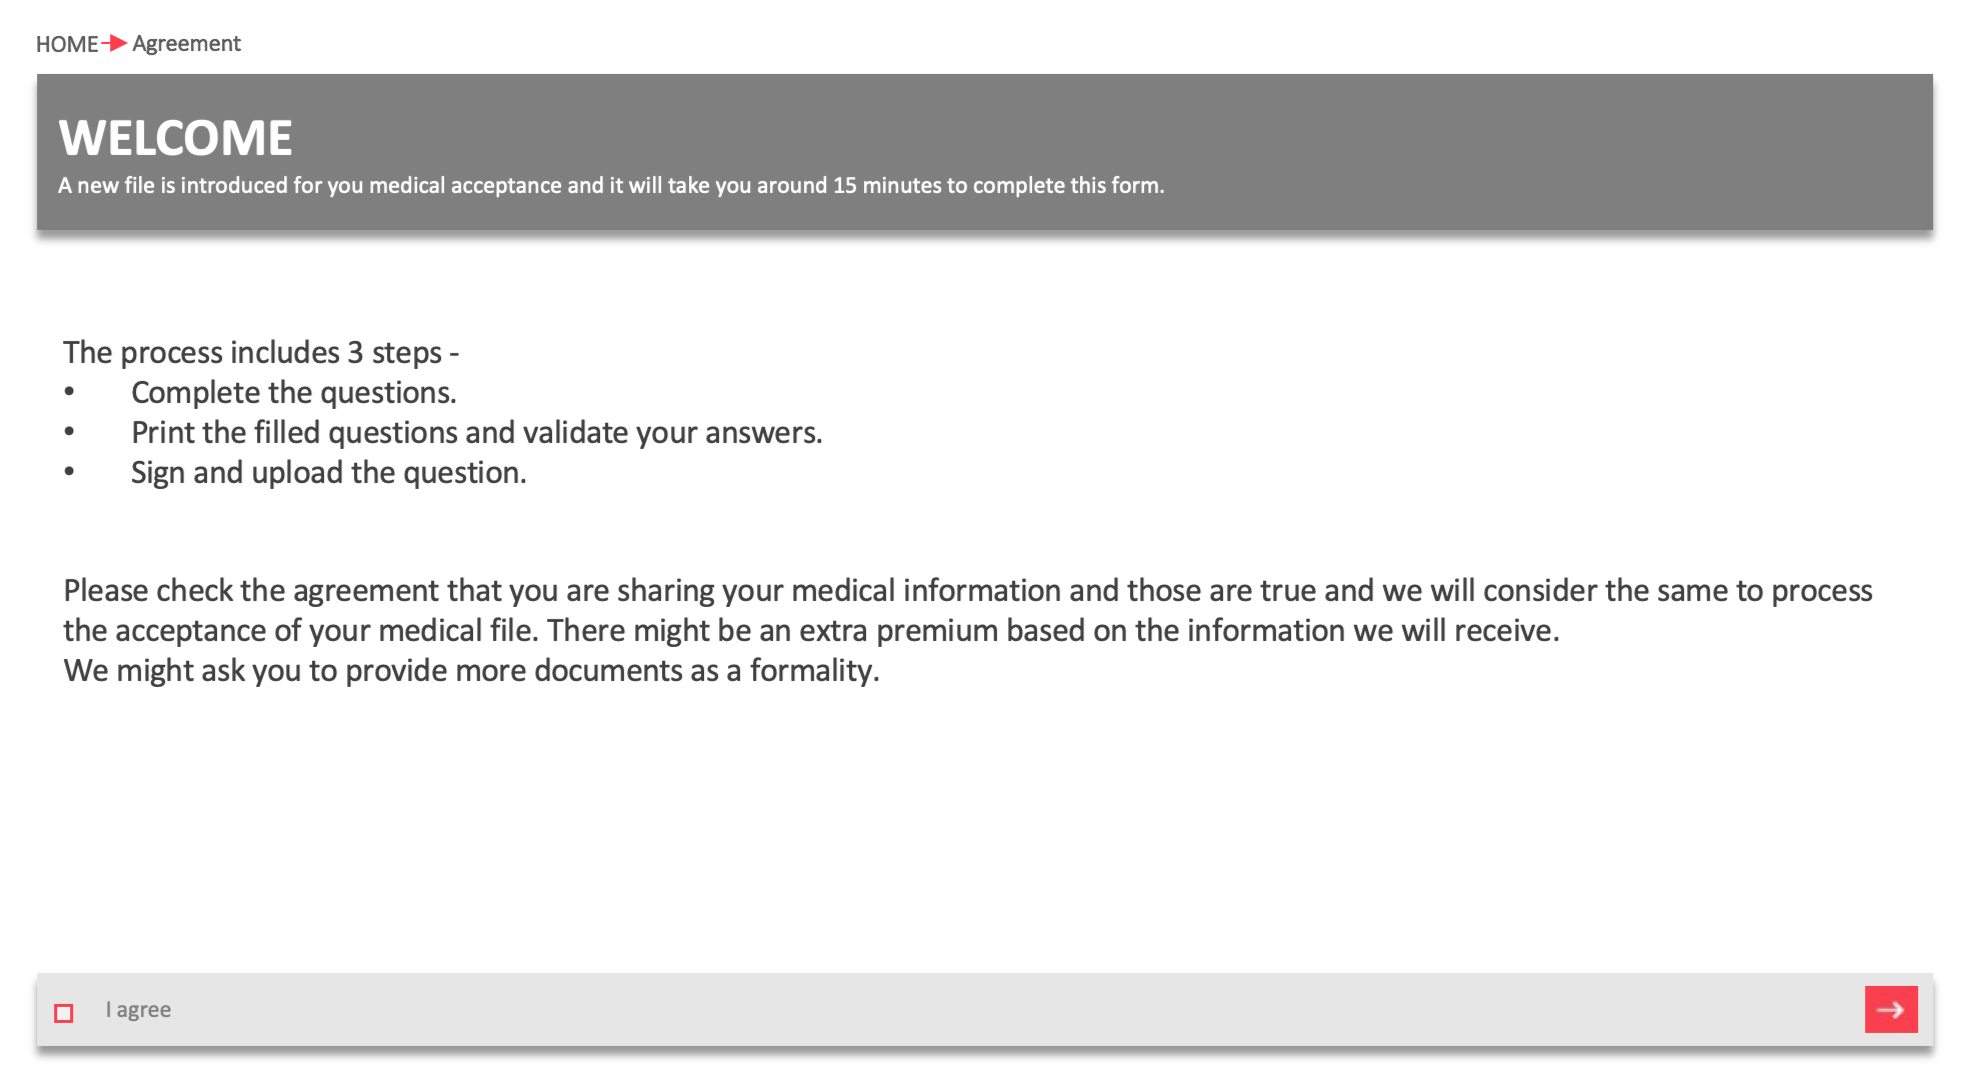 HOME Agreement
WELCOME
A new file is introduced for you medical acceptance and it will take you around 15 minutes to complete this form.
The process includes 3 steps -
• Complete the questions.
• Print the filled questions and validate your answers.
• Sign and upload the question.
Please check the agreement that you are sharing your medical information and those are true and we will consider the same to process
the acceptance of your medical file. There might be an extra premium based on the information we will receive.
We might ask you to provide more documents as a formality.
I agree